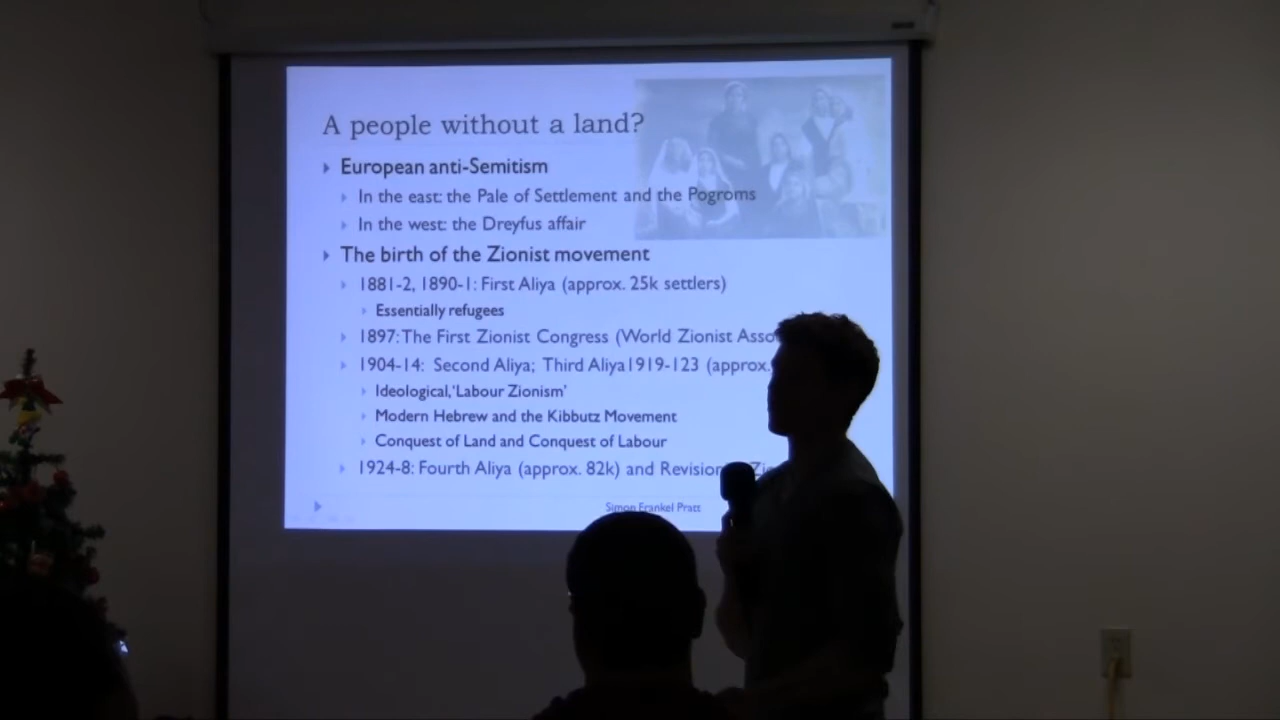 A people without a land?
European anti-Semitism
In the east: the Pale of Settlement and the Pogroms
In the west: the Dreyfus affair
The birth of the Zionist movement
1881-2, 1890-1: First Aliya (approx. 25k settlers)
Essentially refugees
1897: The First Zionist Congress (World Zionist
1904-14: Second Aliya; Third Aliya1919-123 (approx.
Ideological, 'Labour Zionism'
Modern Hebrew and the Kibbutz Movement
Conquest of Land and Conquest of Labour
1924-8: Fourth Aliya (approx. 82k) and
Simon Frankel Pratt